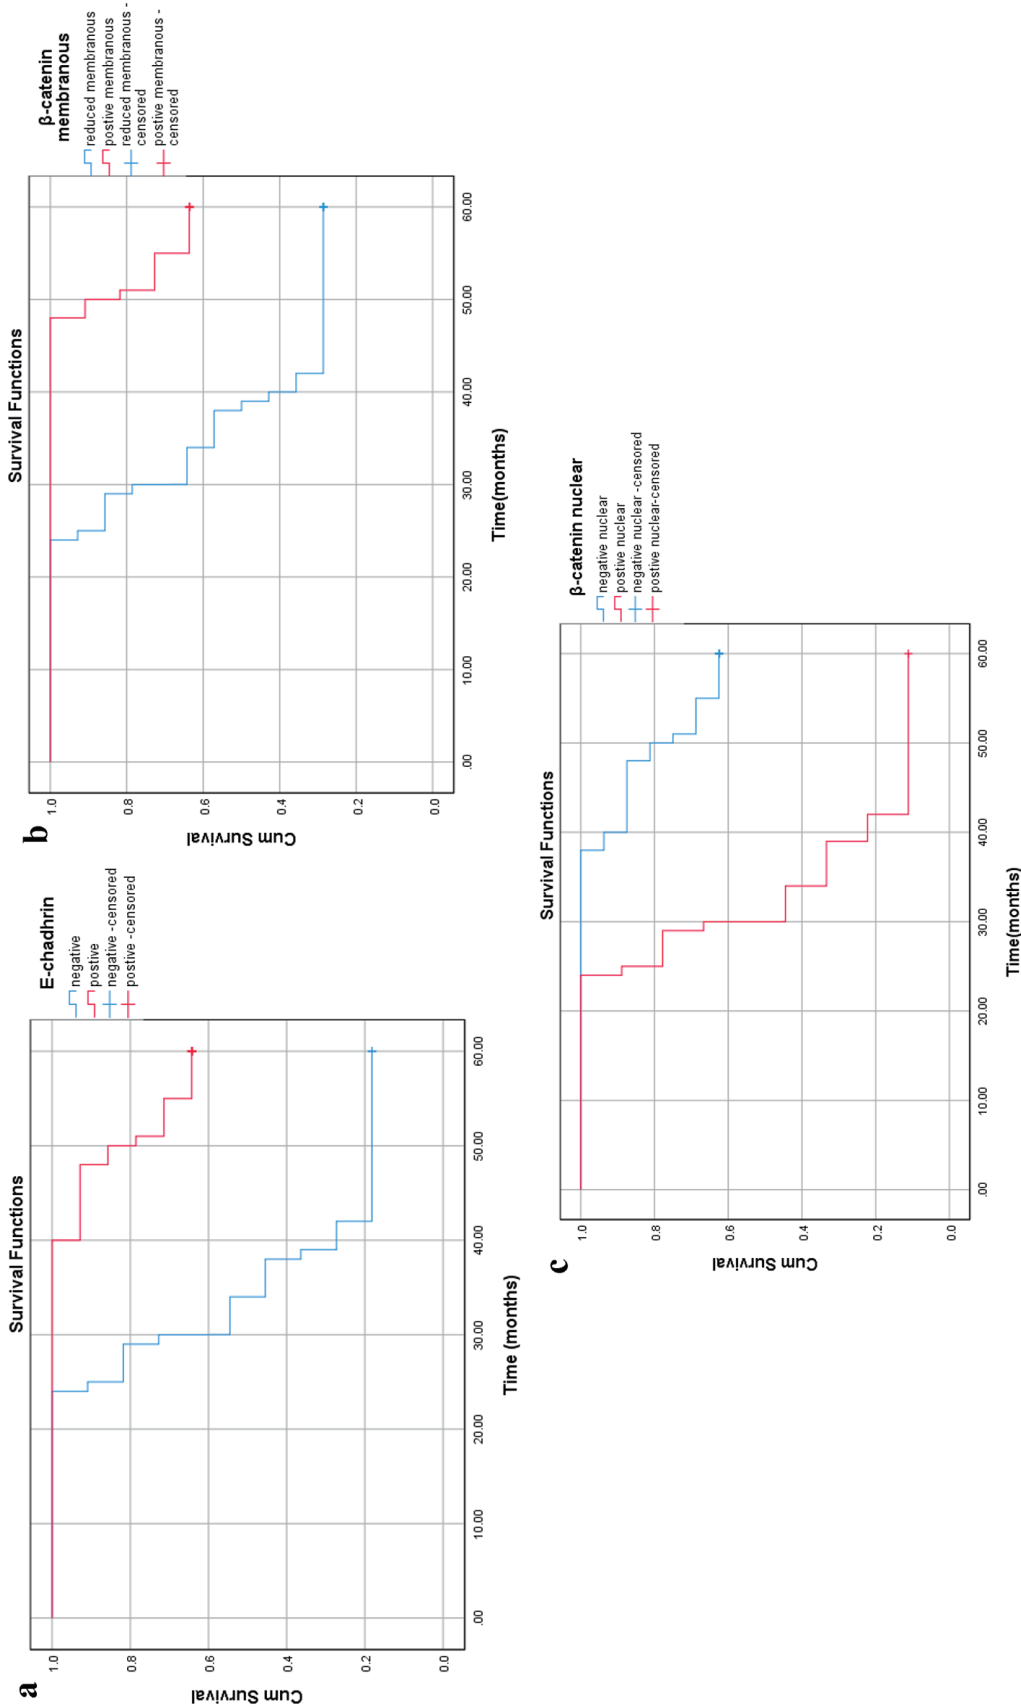 a
Survival Functions
E-chadhrin
negative
postive
negative -censored
postive -censored
Cum Survival
1.0
0.8
0.6
0.4
0.2
0.0
.00
10.00
20.00
30.00
40.00
50.00
60.00
Time (months)
b
Survival Functions
β-catenin
membranous
reduced membranous
postive membranous
reduced membranous -
censored
postive membranous -
censored
Cum Survival
1.0
0.8
0.6
0.4
0.2
0.0
.00
10.00
20.00
30.00
40.00
50.00
60.00
Time(months)
c
Survival Functions
β-catenin nuclear
negative nuclear
postive nuclear
negative nuclear -censored
postive nuclear-censored
Cum Survival
1.0
0.8
0.6
0.4
0.2
0.0
.00
10.00
20.00
30.00
40.00
50.00
60.00
Time(months)